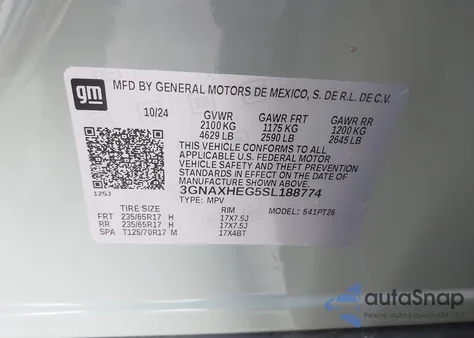 gm
MFD BY GENERAL MOTORS DE MEXICO, S. DE R.L. DE C.V.
10/24 GVWR GAWR FRT GAWR RR
2100 KG 1175 KG 1200 KG
4629 LB 2590 LB 2645 LB
THIS VEHICLE CONFORMS TO ALL
APPLICABLE U.S. FEDERAL MOTOR
VEHICLE SAFETY AND THEFT PREVENTION
STANDARDS IN EFFECT ON THE DATE OF
MANUFACTURE SHOWN ABOVE.
3GNAXHEG5SL188774
125J TYPE: MPV
TIRE SIZE RIM MODEL: 541PT26
FRT 235/65R17 H 17X7.5J
RR 235/65R17 H 17X7.5J
SPA T125/70R17 M 17X4BT
autaSnap